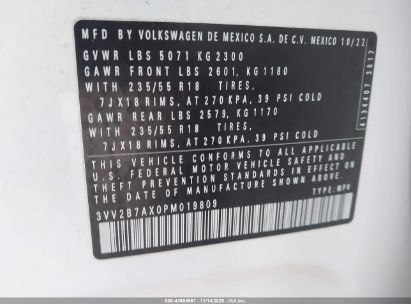 MFD BY VOLKSWAGEN DE MEXICO S.A. DE C.V. MEXICO 10/22
GVWR LBS 5071 KG 2300
GAWR FRONT LBS 2601, KG 1180
WITH 235/55 R18 TIRES,
7JX18 RIMS, AT 270 KPA, 39 PSI COLD
GAWR REAR LBS 2579, KG 1170
WITH 235/55 R18 TIRES,
7JX18 RIMS, AT 270 KPA, 39 PSI COLD
THIS VEHICLE CONFORMS TO ALL APPLICABLE
U.S. FEDERAL MOTOR VEHICLE SAFETY AND
THEFT PREVENTION STANDARDS IN EFFECT ON
THE DATE OF MANUFACTURE SHOWN ABOVE.
3VV2B7AX0PM019809 TYPE: MPV
4134407 3817